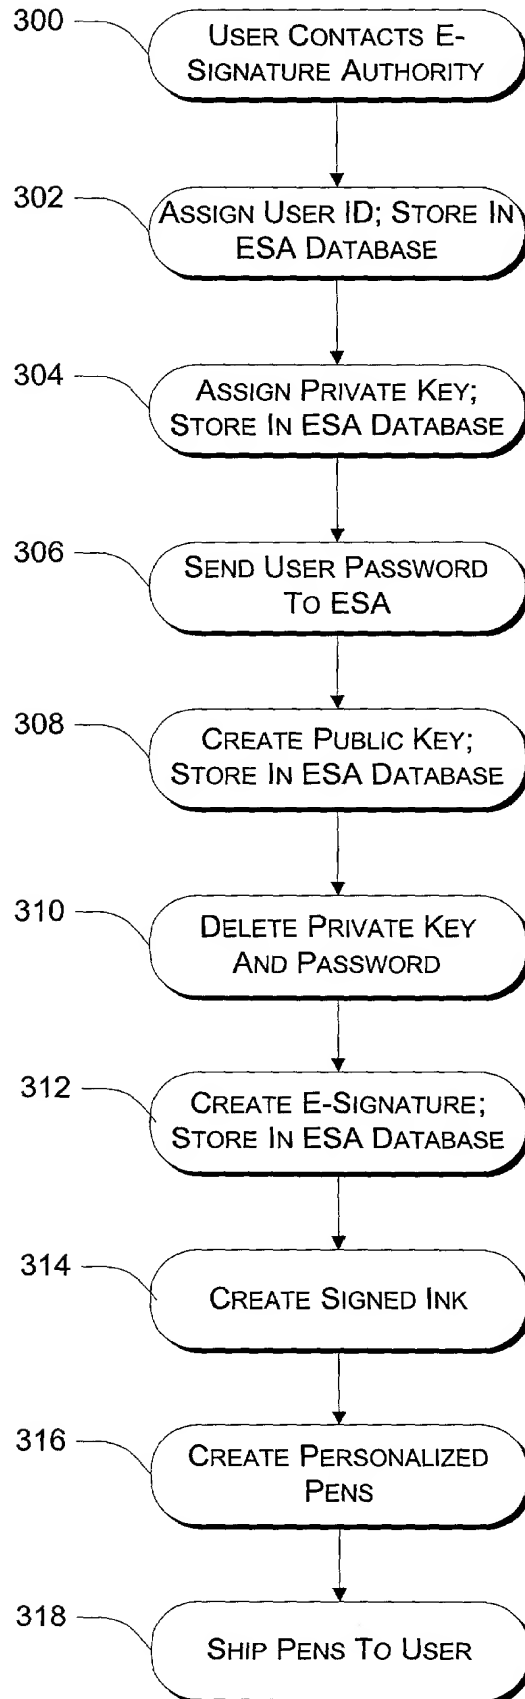 300
USER CONTACTS E-
SIGNATURE AUTHORITY
302
ASSIGN USER ID; STORE IN
ESA DATABASE
304
ASSIGN PRIVATE KEY;
STORE IN ESA DATABASE
306
SEND USER PASSWORD
TO ESA
308
CREATE PUBLIC KEY;
STORE IN ESA DATABASE
310
DELETE PRIVATE KEY
AND PASSWORD
312
CREATE E-SIGNATURE;
STORE IN ESA DATABASE
314
CREATE SIGNED INK
316
CREATE PERSONALIZED
PENS
318
SHIP PENS TO USER